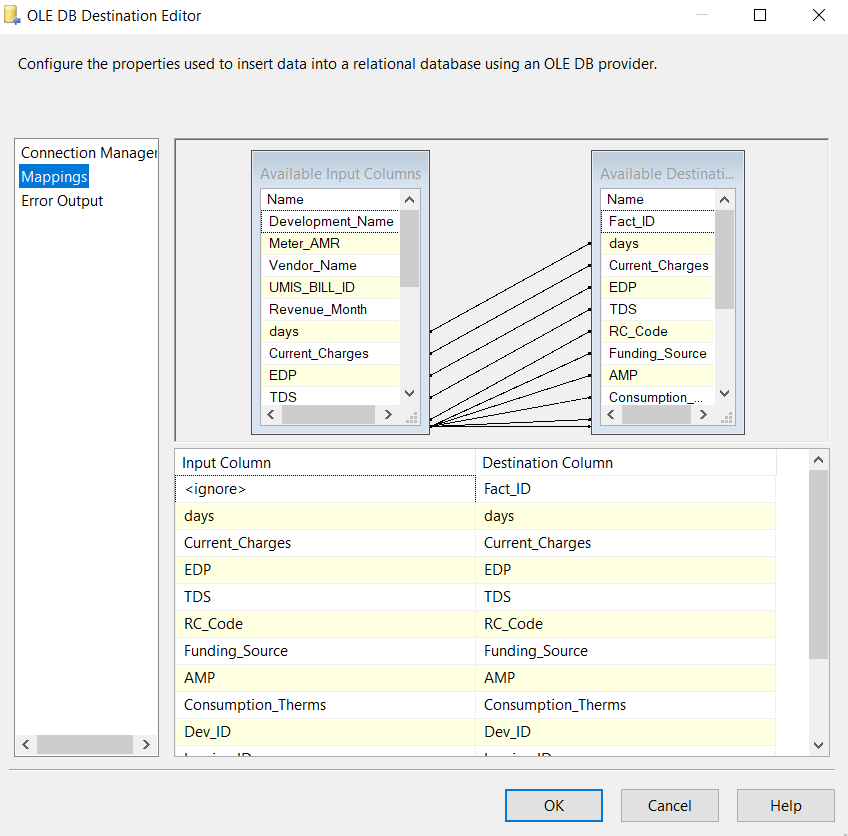 OLE DB Destination Editor
Configure the properties used to insert data into a relational database using an OLE DB provider.
Connection Manager
Mappings
Error Output
Available Input Columns
Name
Development_Name
Meter_AMR
Vendor_Name
UMIS_BILL_ID
Revenue_Month
days
Current_Charges
EDP
TDS
Available Destinati...
Name
Fact_ID
days
Current_Charges
EDP
TDS
RC_Code
Funding_Source
AMP
Consumption_...
Input Column Destination Column
<ignore> Fact_ID
days days
Current_Charges Current_Charges
EDP EDP
TDS TDS
RC_Code RC_Code
Funding_Source Funding_Source
AMP AMP
Consumption_Therms Consumption_Therms
Dev_ID Dev_ID
OK Cancel Help